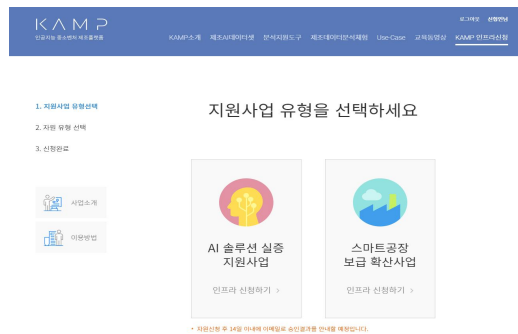 로그아웃 신청안내
KAMP
인공지능 중소벤처 제조플랫폼
KAMP소개 제조AI데이터셋 분석지원도구 제조데이터분석체험 Use Case 교육동영상 KAMP 인프라신청
1. 지원사업 유형선택
2. 자원 유형 선택
3. 신청완료
사업소개
이용방법
지원사업 유형을 선택하세요
AI 솔루션 실증
지원사업
인프라 신청하기 >
스마트공장
보급 확산사업
인프라 신청하기 >
• 자원신청 후 14일 이내에 이메일로 승인결과를 안내할 예정입니다.